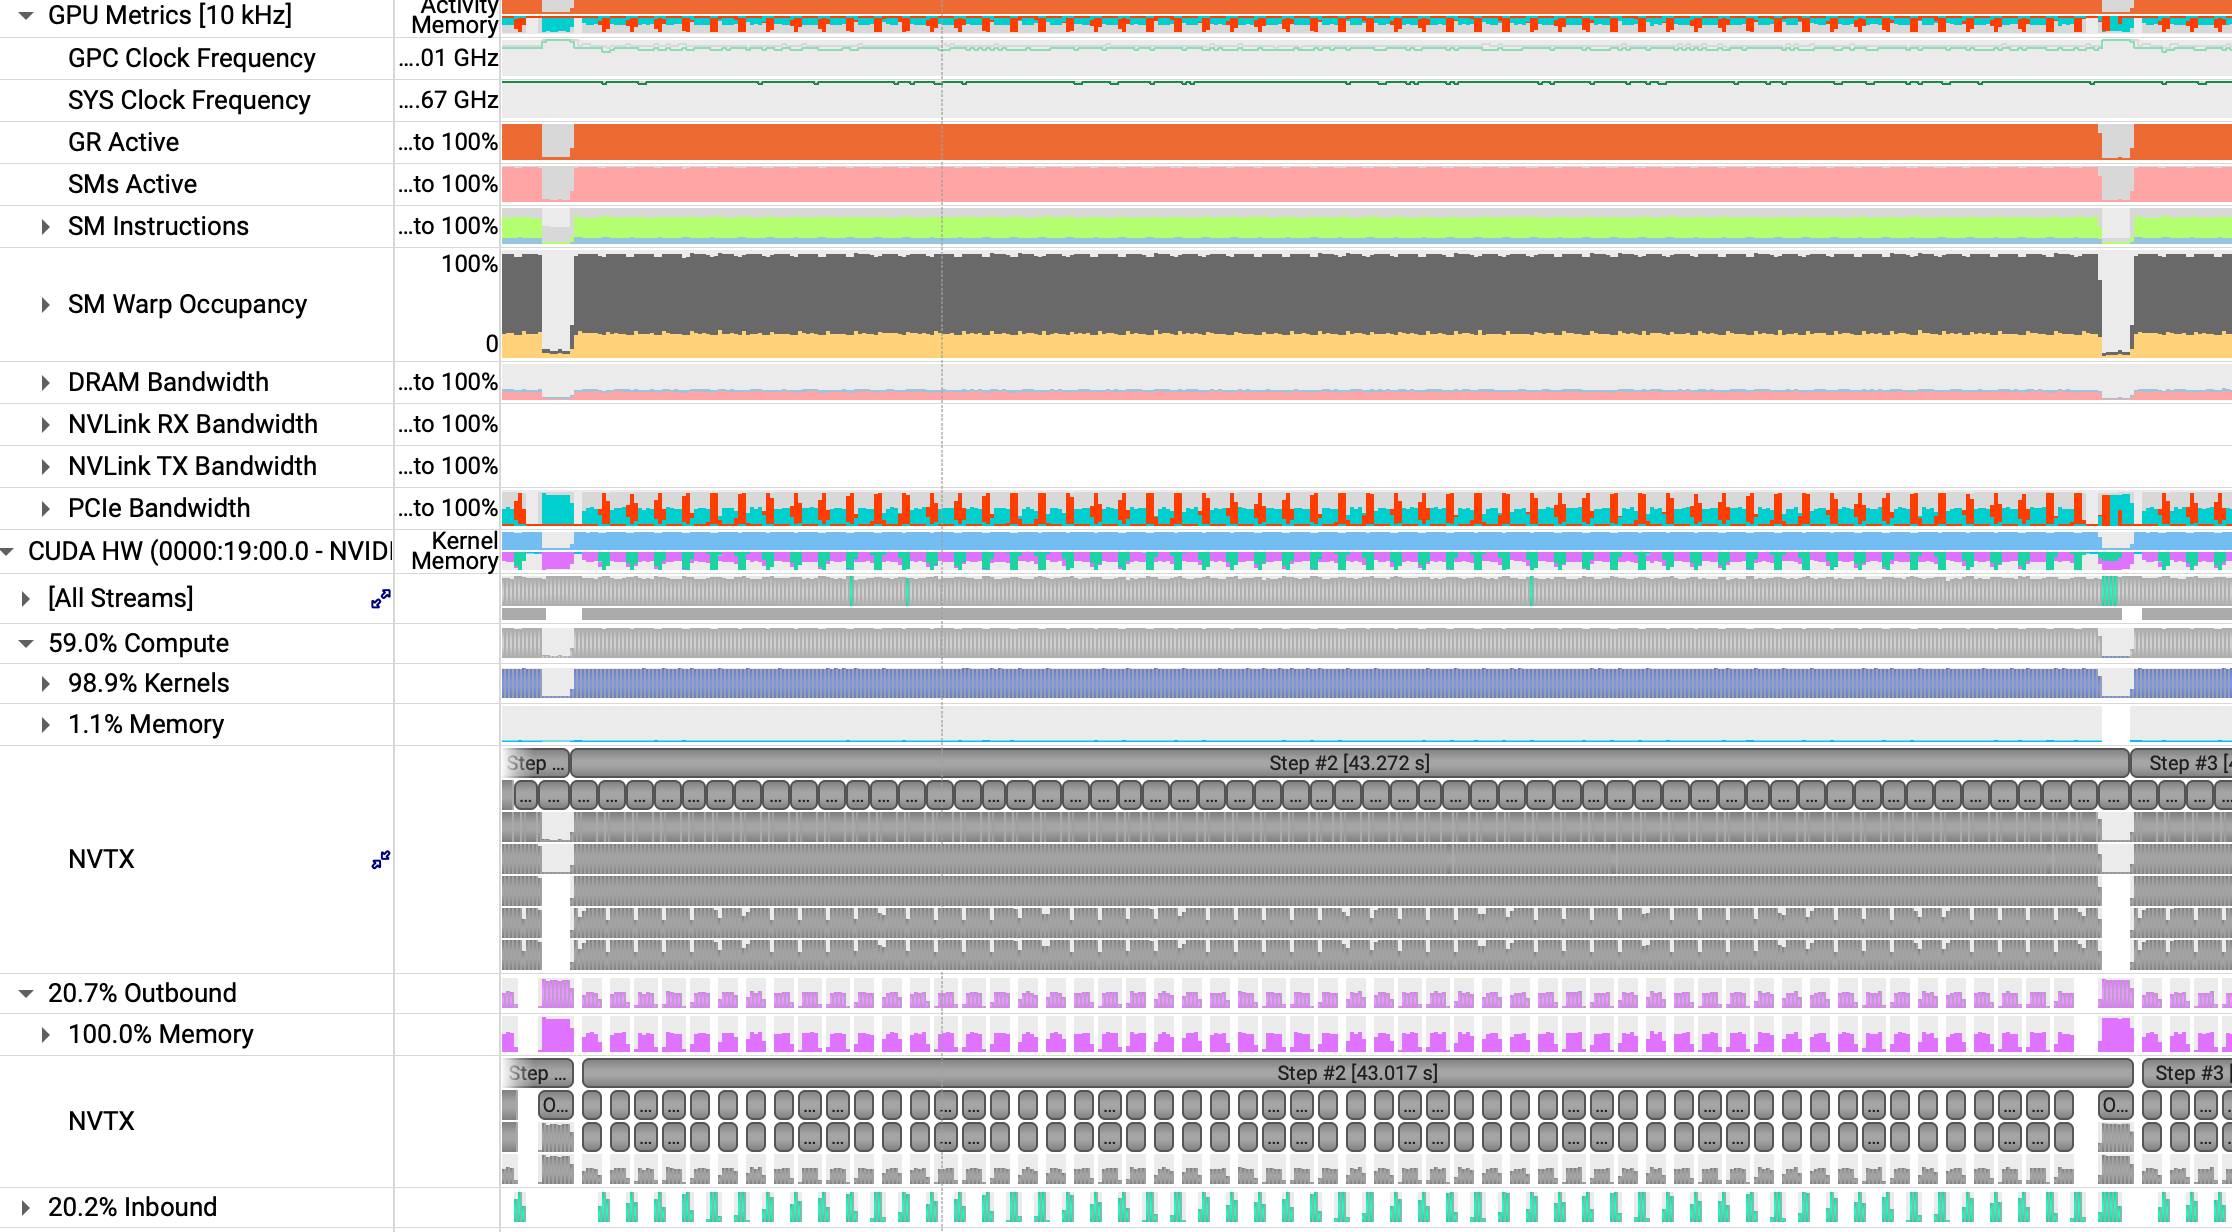 Activity
GPU Metrics [10 kHz]
Memory
GPC Clock Frequency ....01 GHz
SYS Clock Frequency ....67 GHz
GR Active ...to 100%
SMs Active ...to 100%
SM Instructions ...to 100%
100%
SM Warp Occupancy
0
DRAM Bandwidth ...to 100%
NVLink RX Bandwidth ...to 100%
NVLink TX Bandwidth ...to 100%
PCIe Bandwidth ...to 100%
Kernel
CUDA HW (0000:19:00.0 - NVIDI
Memory
[All Streams]
59.0% Compute
98.9% Kernels
1.1% Memory
Step ... Step #2 [43.272 s] Step #3 [4
NVTX
20.7% Outbound
100.0% Memory
Step ... Step #2 [43.017 s] Step #3 [
O... O...
NVTX
20.2% Inbound